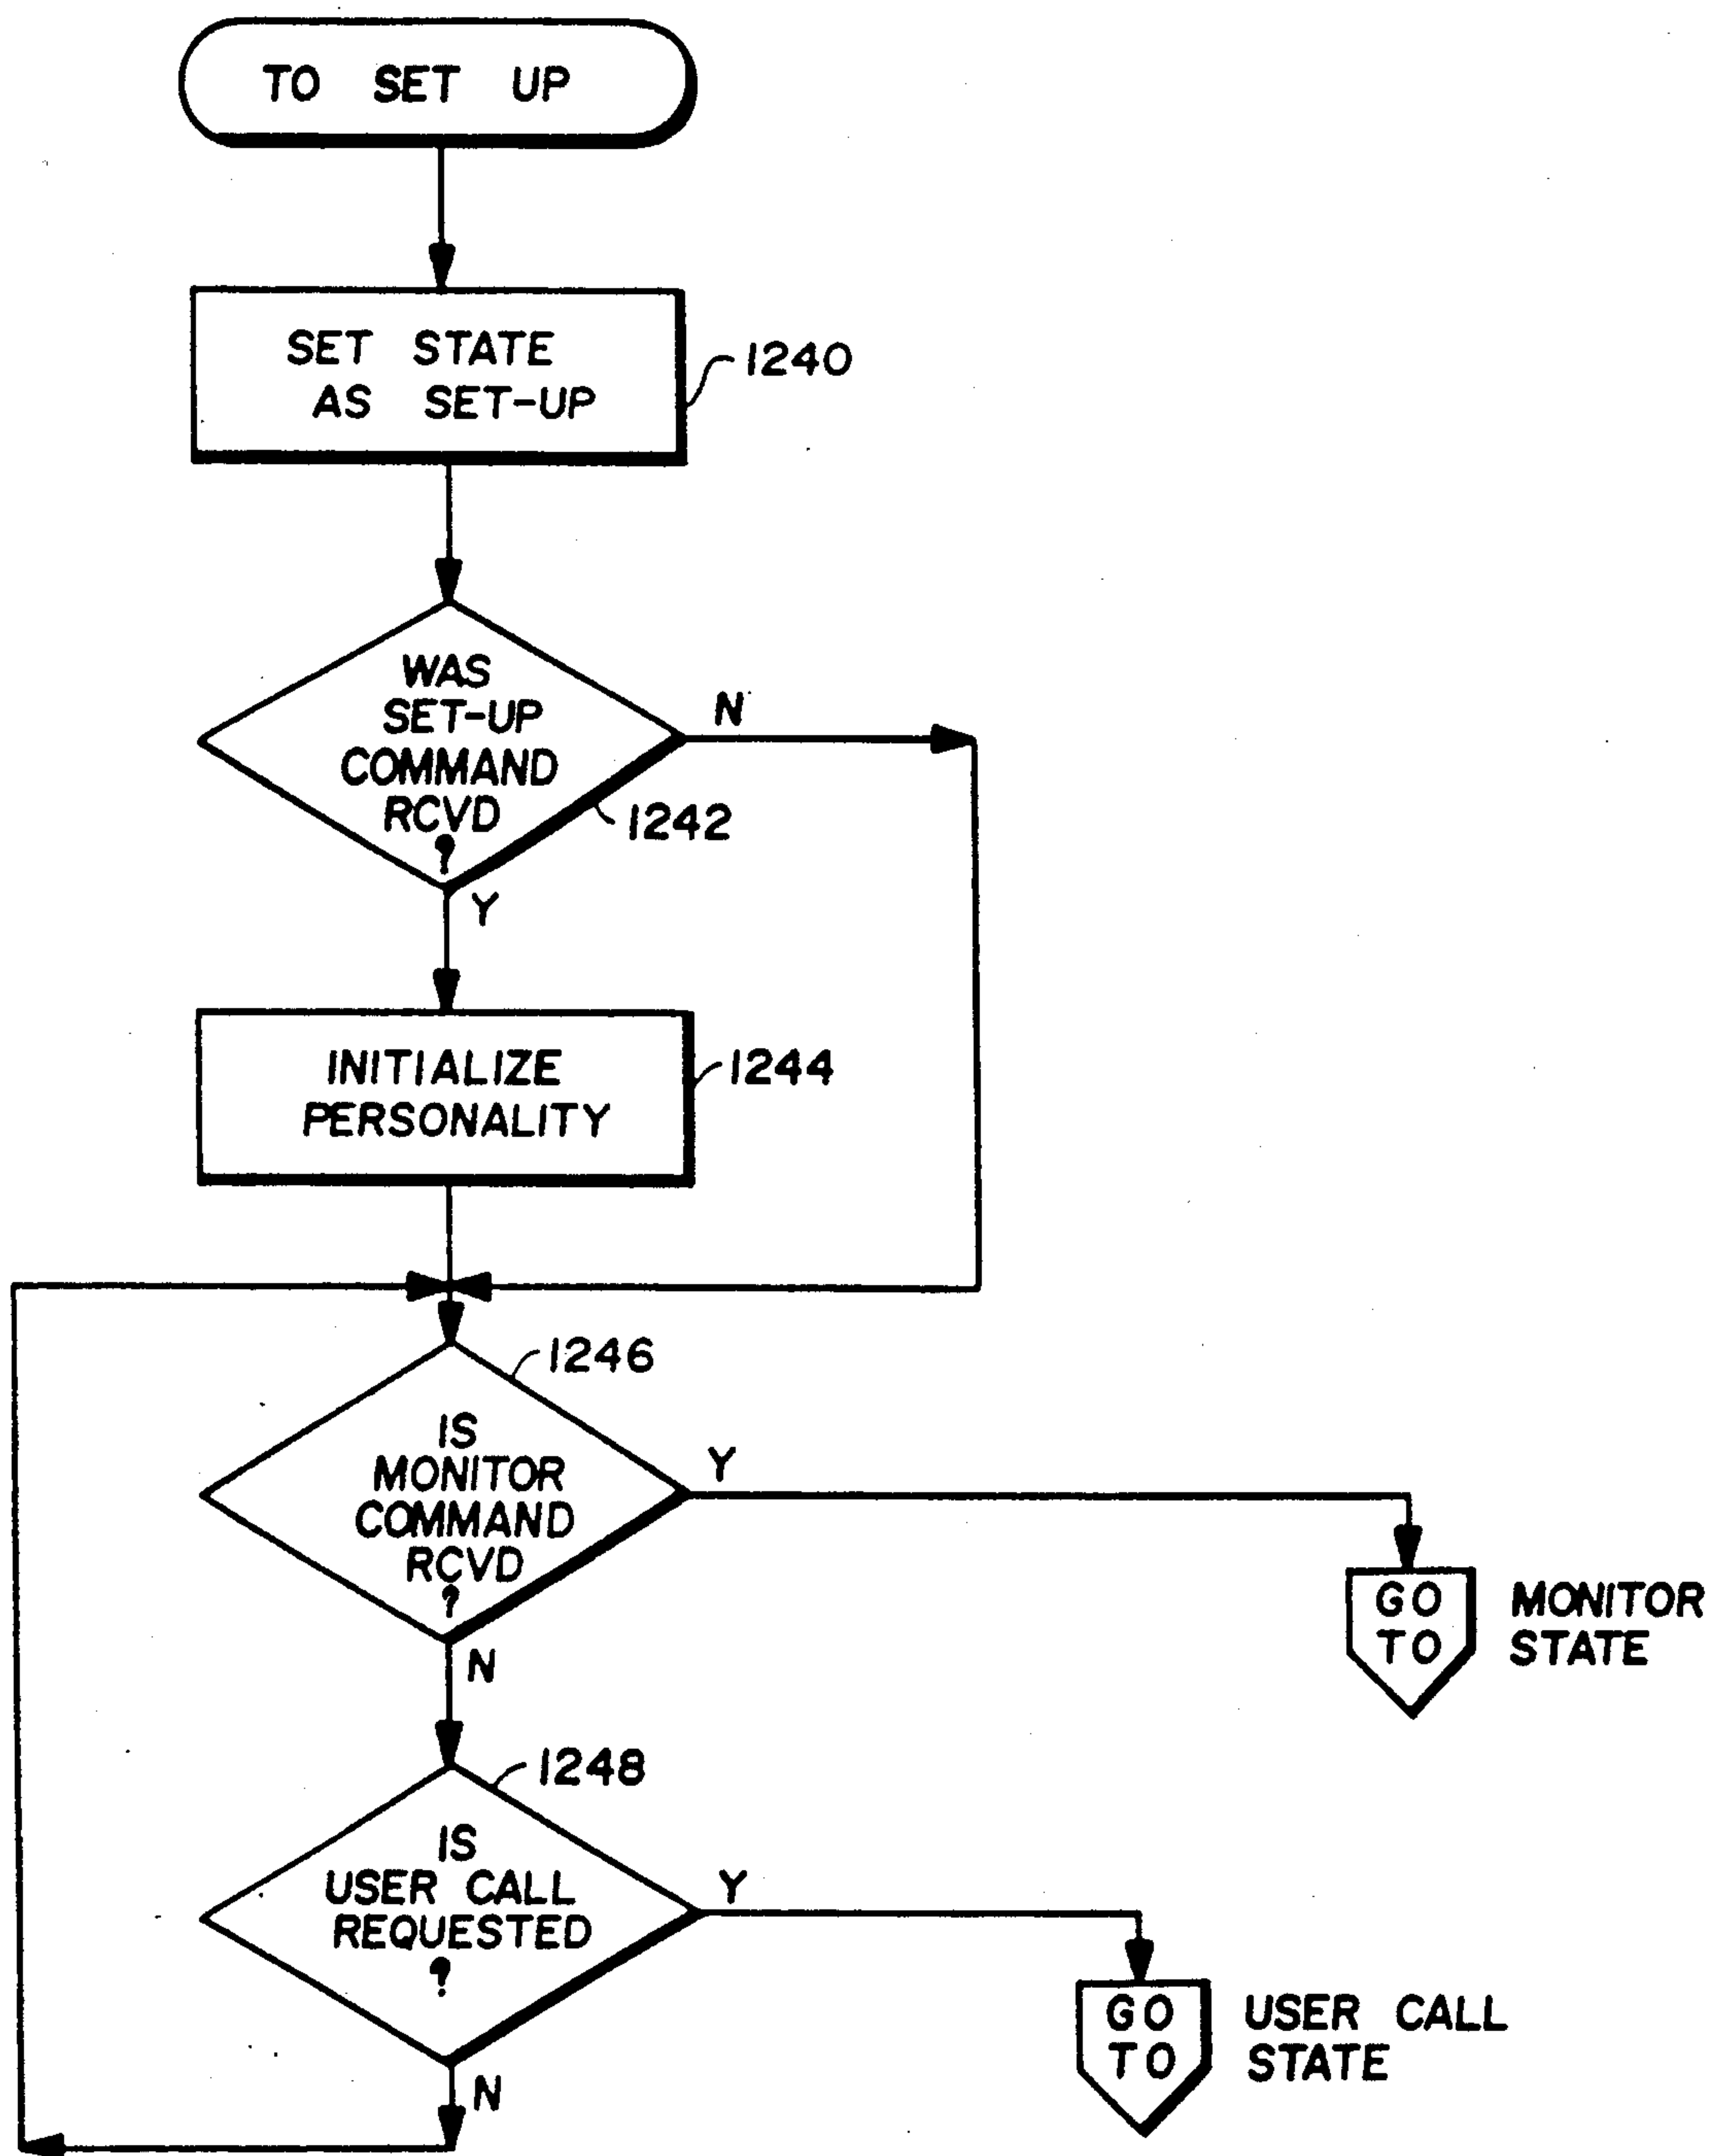 TO SET UP
SET STATE
AS SET-UP
1240
WAS
SET-UP
COMMAND
RCVD
?
N
1242
Y
INITIALIZE
PERSONALITY
1244
1246
IS
MONITOR
COMMAND
RCVD
?
Y
N
GO
TO
MONITOR
STATE
1248
IS
USER CALL
REQUESTED
?
Y
N
GO
TO
USER CALL
STATE